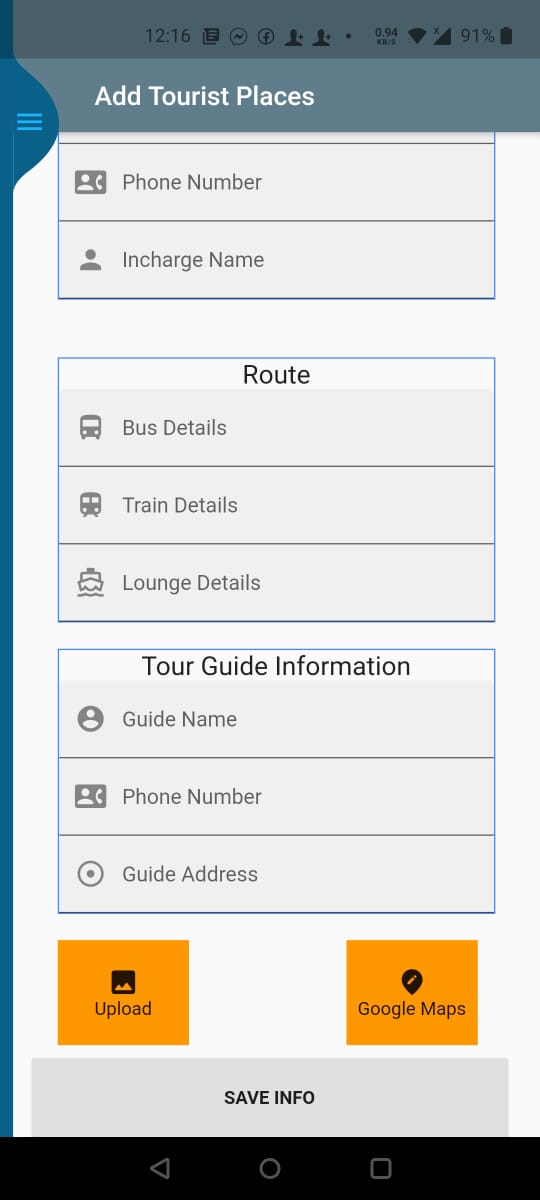 12:16
0.94
KB/S
x
91%
Add Tourist Places
Phone Number
Incharge Name
Route
Bus Details
Train Details
Lounge Details
Tour Guide Information
Guide Name
Phone Number
Guide Address
Upload
Google Maps
SAVE INFO